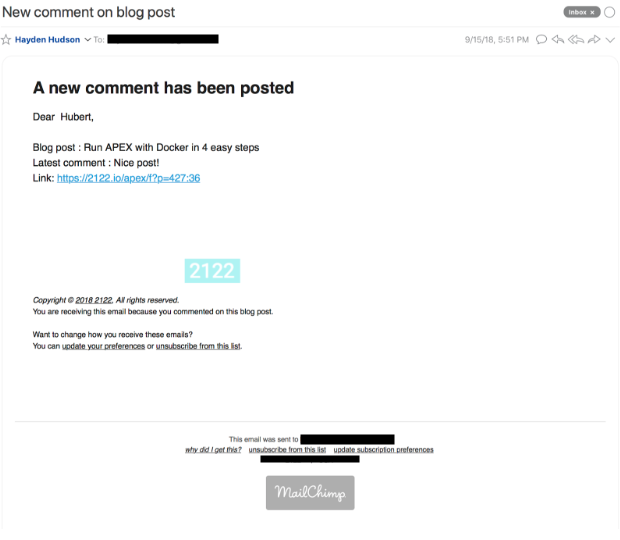 New comment on blog post
Inbox x
Hayden Hudson To:
9/15/18, 5:51 PM
A new comment has been posted
Dear Hubert,
Blog post : Run APEX with Docker in 4 easy steps
Latest comment : Nice post!
Link: https://2122.io/apex/f?p=427:36
2122
Copyright © 2018 2122, All rights reserved.
You are receiving this email because you commented on this blog post.
Want to change how you receive these emails?
You can update your preferences or unsubscribe from this list.
This email was sent to
why did I get this? unsubscribe from this list update subscription preferences
MailChimp